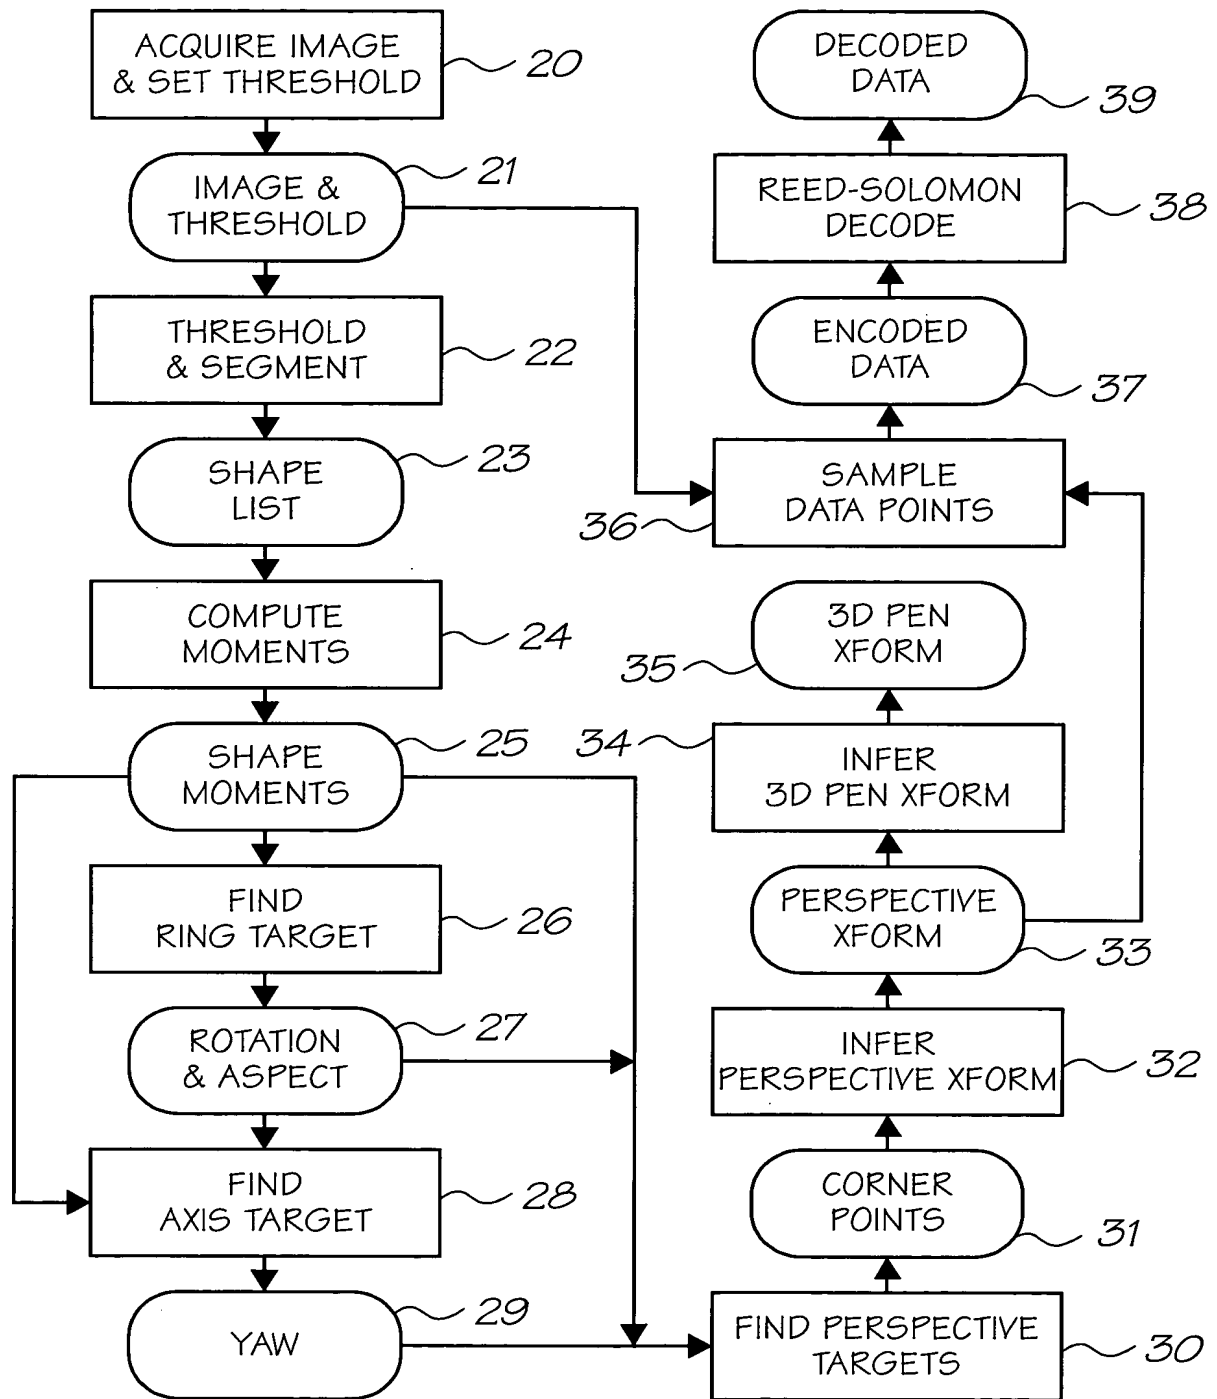 ACQUIRE IMAGE
& SET THRESHOLD
20
IMAGE &
THRESHOLD
21
THRESHOLD
& SEGMENT
22
SHAPE
LIST
23
COMPUTE
MOMENTS
24
SHAPE
MOMENTS
25
FIND
RING TARGET
26
ROTATION
& ASPECT
27
FIND
AXIS TARGET
28
YAW
29
DECODED
DATA
39
REED-SOLOMON
DECODE
38
ENCODED
DATA
37
SAMPLE
DATA POINTS
36
3D PEN
XFORM
35
INFER
3D PEN XFORM
34
PERSPECTIVE
XFORM
33
INFER
PERSPECTIVE XFORM
32
CORNER
POINTS
31
FIND PERSPECTIVE
TARGETS
30